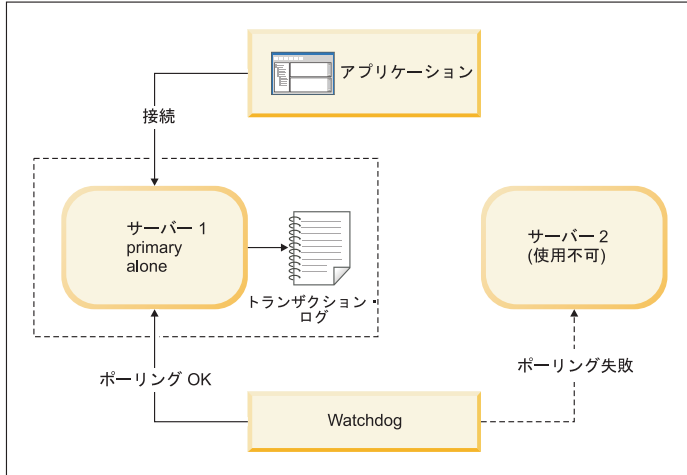 アプリケーション
接続
サーバー 1
primary
alone
サーバー 2
(使用不可)
トランザクション・
ログ
ポーリング OK
ポーリング失敗
Watchdog